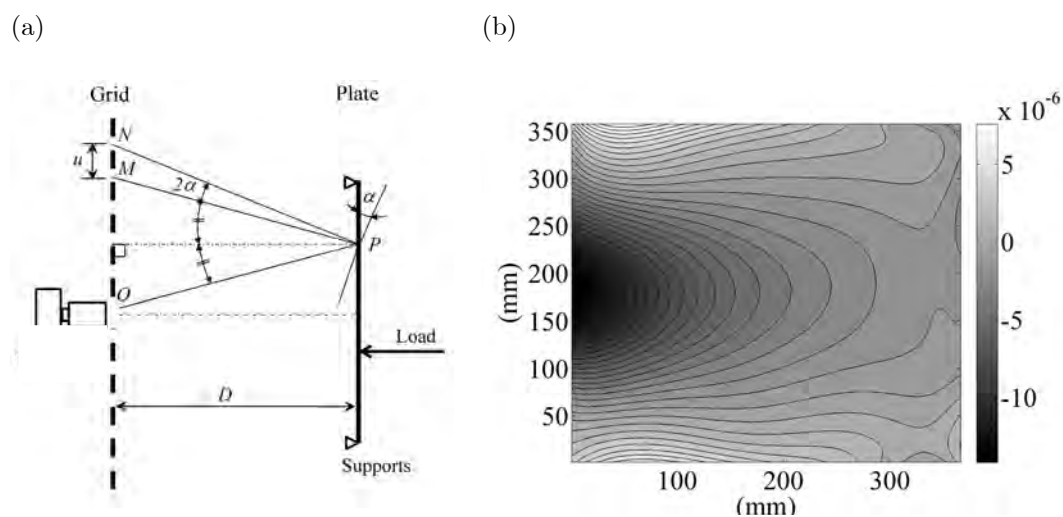 (a)
(b)
Grid
Plate
N
u
M
2α
α
P
O
Load
D
Supports
x 10-6
350
300
250
200
150
100
50
(mm)
100 200 300
(mm)
5
0
-5
-10